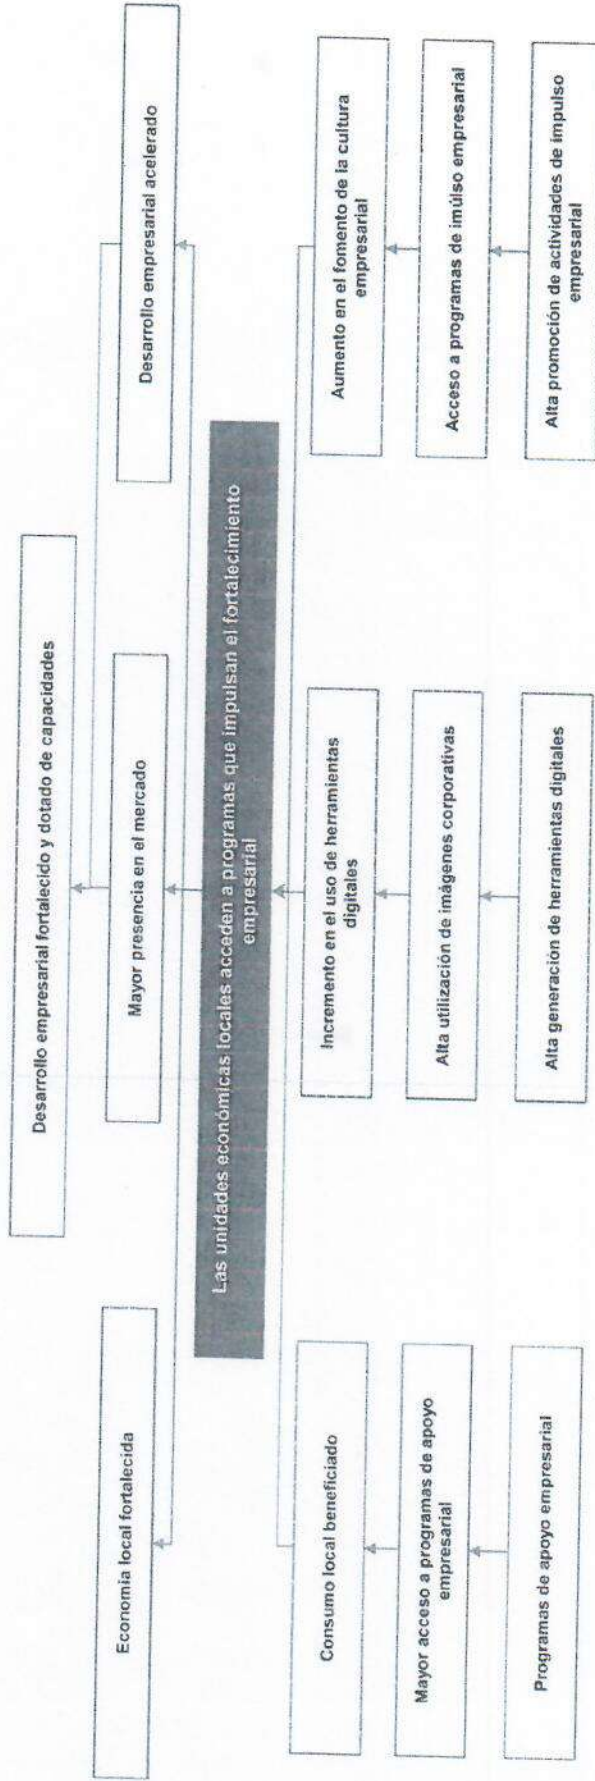 Desarrollo empresarial fortalecido y dotado de capacidades
Economía local fortalecida
Mayor presencia en el mercado
Desarrollo empresarial acelerado
Las unidades económicas locales acceden a programas que impulsan el fortalecimiento
empresarial
Consumo local beneficiado
Mayor acceso a programas de apoyo
empresarial
Programas de apoyo empresarial
Incremento en el uso de herramientas
digitales
Alta utilización de imágenes corporativas
Alta generación de herramientas digitales
Aumento en el fomento de la cultura
empresarial
Acceso a programas de imúlso empresarial
Alta promoción de actividades de impulso
empresarial